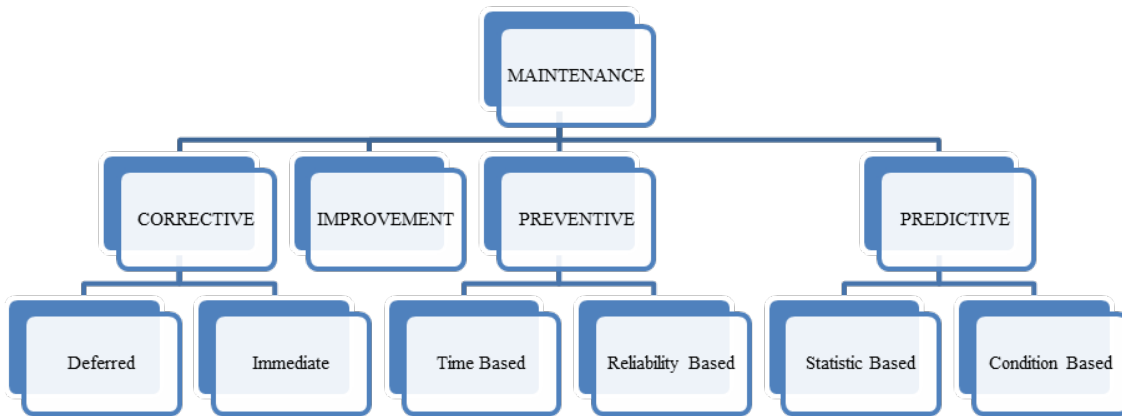 MAINTENANCE
CORRECTIVE
IMPROVEMENT
PREVENTIVE
PREDICTIVE
Deferred
Immediate
Time Based
Reliability Based
Statistic Based
Condition Based